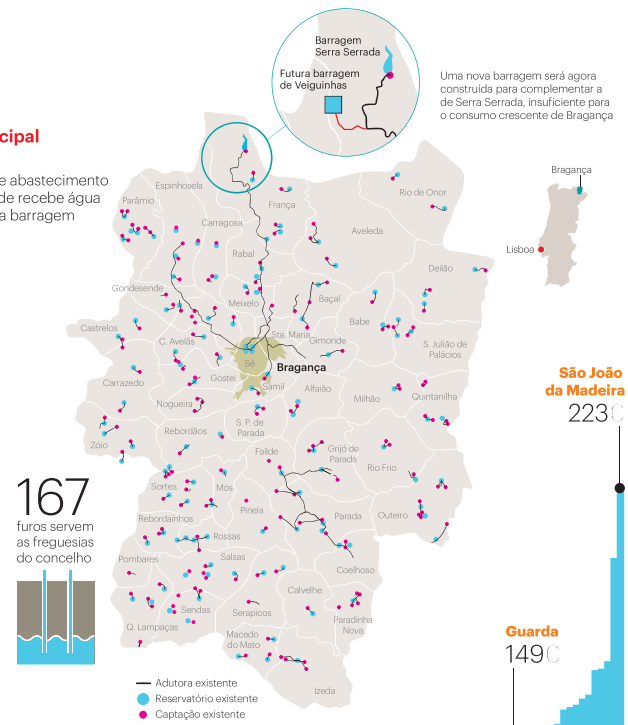 Barragem
Serra Serrada
Futura barragem
de Veiguinhas
Uma nova barragem será agora
construída para complementar a
de Serra Serrada, insuficiente para
o consumo crescente de Bragança
cipal
e abastecimento
de recebe água
a barragem
Bragança
Lisboa
Espinhosela
Parâmio
França
Rio de Onor
Carragosa
Aveleda
Rabal
Deilão
Gondesende
Meixelo
Baçal
Castrelos
Babe
C. Avelãs
Sta. Maria
Gimonde
S. Julião de
Palácios
Sé
Bragança
Gostei
Carrazedo
Samil
Alfaião
Milhão
Quintanilha
Nogueira
S. P. de
Parada
Rebordãos
Zóio
Faílde
Grijó de
Parada
Rio Frio
Sortes
Mós
Pinela
Parada
Outeiro
Rebordainhos
Rossas
Pombares
Salsas
Coelhoso
Calvelhe
Sendas
Serapicos
Paradinha
Nova
Q. Lampaças
Macedo
do Mato
Izeda
167
furos servem
as freguesias
do concelho
São João
da Madeira
223€
Guarda
149€
Adutora existente
Reservatório existente
Captação existente